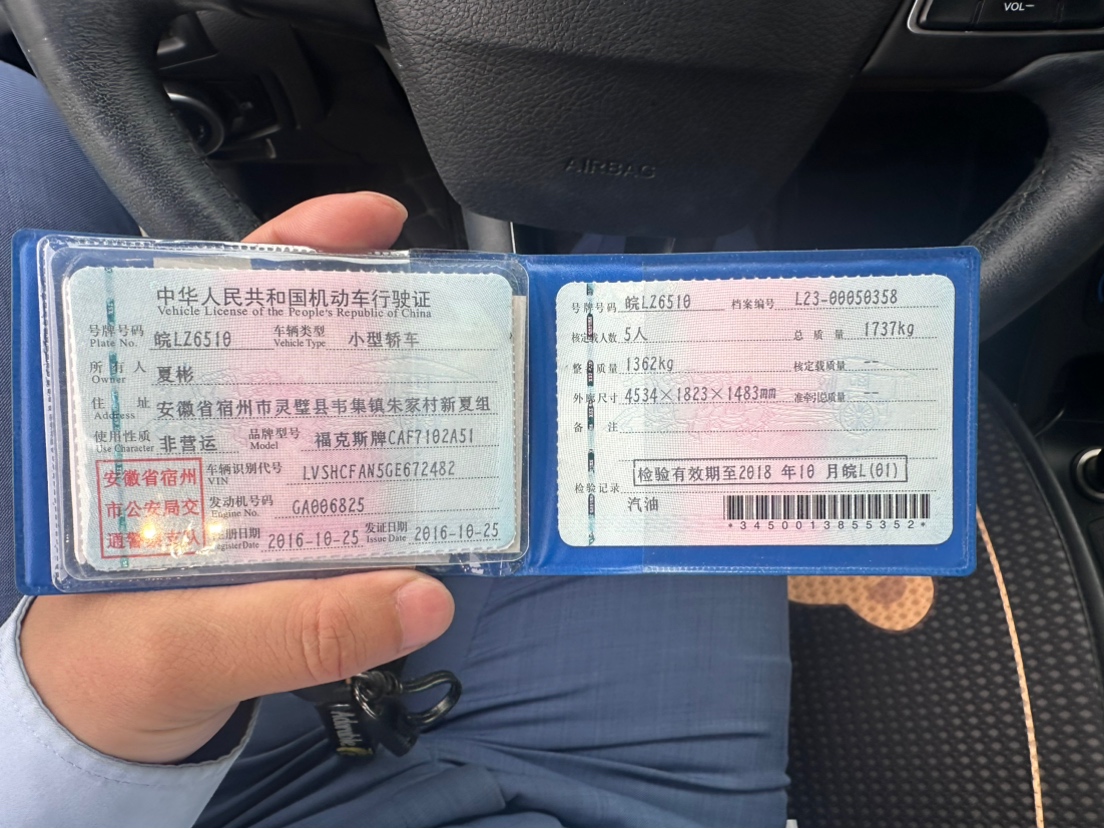 VOL−
AIRBAG
中华人民共和国机动车行驶证
Vehicle License of the People's Republic of China
号牌号码 皖LZ6510 车辆类型 小型轿车
Plate No. Vehicle Type
所有人 夏彬
Owner
住址 安徽省宿州市灵璧县韦集镇朱家村新夏组
Address
使用性质 非营运 品牌型号 福克斯牌CAF7102A51
Use Character Model
安徽省宿州
市公安局交
通警察支队
车辆识别代号 LVSHCFAN5GE672482
VIN
发动机号码 GA006825
Engine No.
注册日期 2016-10-25 发证日期 2016-10-25
Register Date Issue Date
号牌号码 皖LZ6510 档案编号 L23-00050358
核定载人数 5人 总质量 1737kg
整备质量 1362kg 核定载质量 --
外廓尺寸 4534×1823×1483mm 准牵引总质量 --
备注
检验有效期至2018 年10 月皖L(01)
检验记录
汽油
*3450013855352*